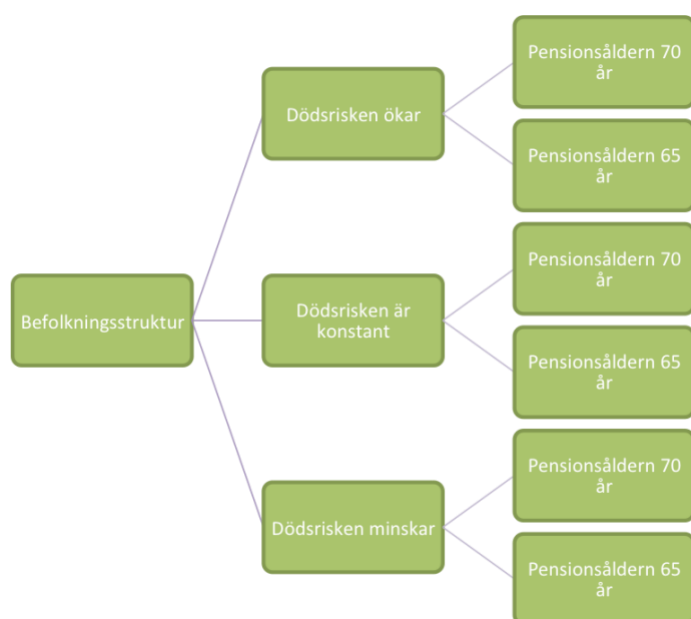 Pensionsåldern 70
år
Dödsrisken ökar
Pensionsåldern 65
år
Pensionsåldern 70
år
Befolkningsstruktur
Dödsrisken är
konstant
Pensionsåldern 65
år
Pensionsåldern 70
år
Dödsrisken minskar
Pensionsåldern 65
år